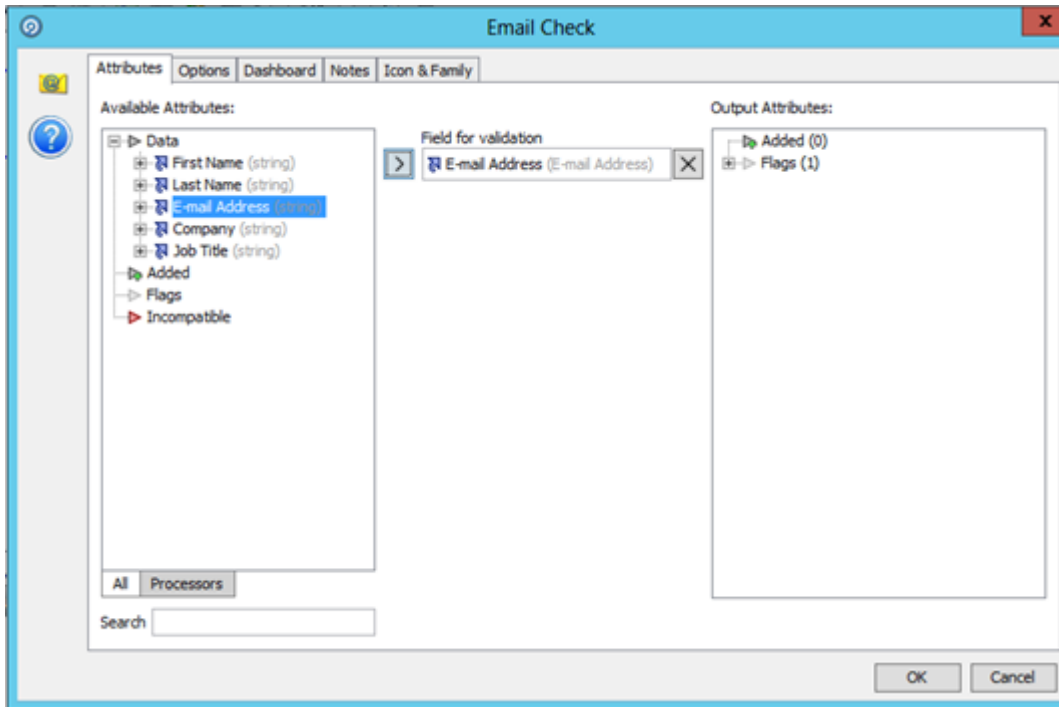 Email Check
x
Attributes Options Dashboard Notes Icon & Family
Available Attributes:
Output Attributes:
Data
First Name (string)
Last Name (string)
E-mail Address (string)
Company (string)
Job Title (string)
Added
Flags
Incompatible
Field for validation
> E-mail Address (E-mail Address) X
Added (0)
Flags (1)
All Processors
Search
OK Cancel